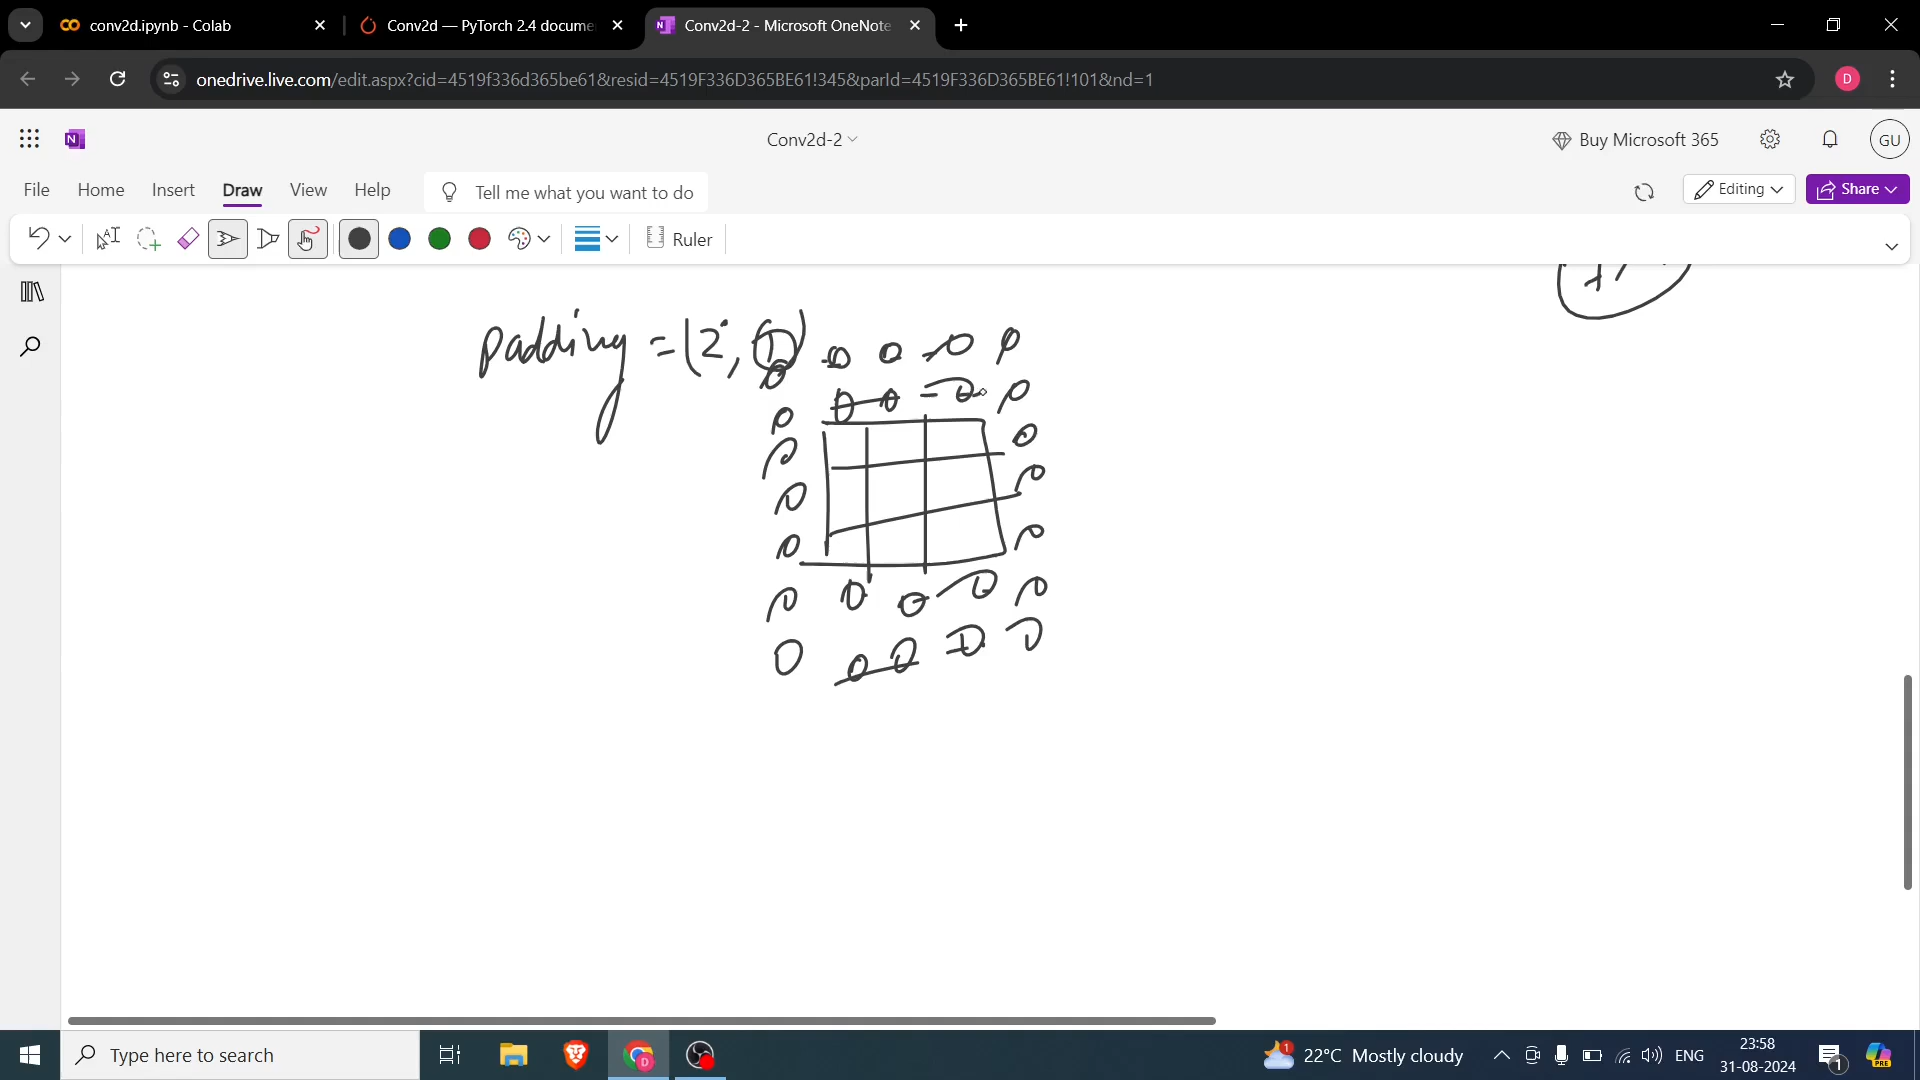 conv2d.ipynb - Colab
Conv2d — PyTorch 2.4 docume
Conv2d-2 - Microsoft OneNote
onedrive.live.com/edit.aspx?cid=4519f336d365be61&resid=4519F336D365BE61!345&parId=4519F336D365BE61!101&nd=1
D
N
Conv2d-2
Buy Microsoft 365
GU
File Home Insert Draw View Help
Tell me what you want to do
Editing
Share
Ruler
padding = (2, 1)
0 0 0 0 0
0 0 0 0 0
0 0
0 0
0 0
0 0 0 0 0
0 0 0 0 0
Type here to search
D
1
22°C Mostly cloudy
ENG
23:58
31-08-2024
1
PRE